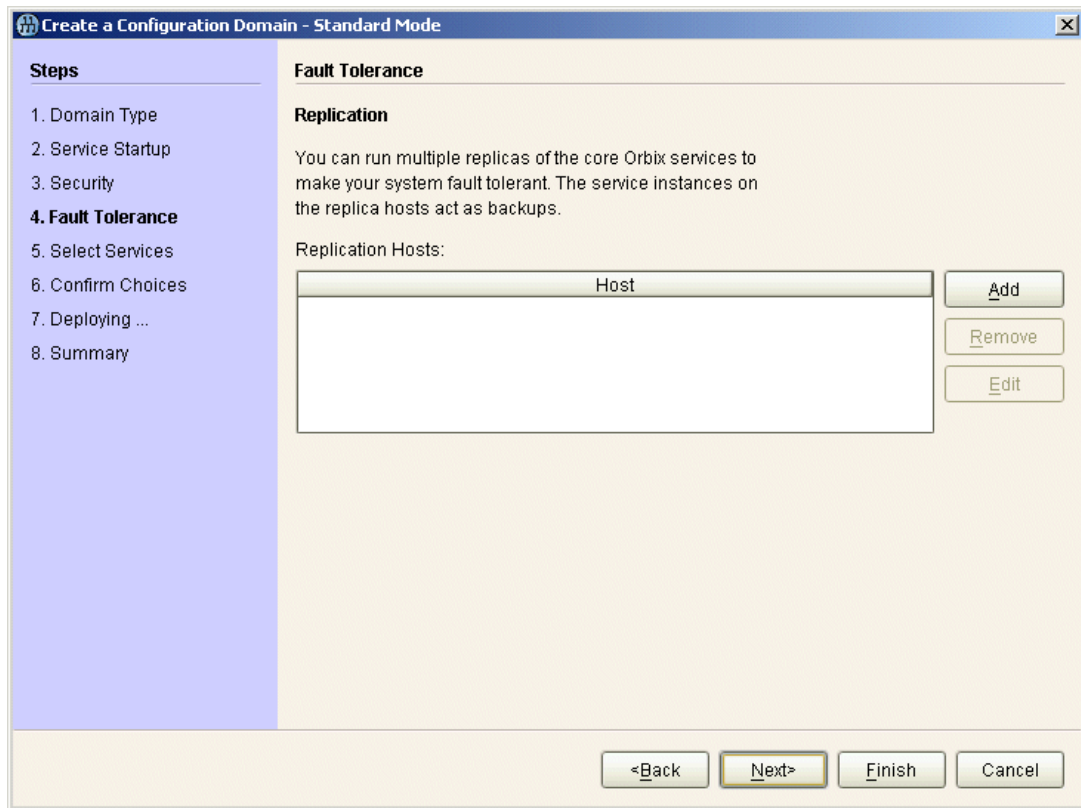 Create a Configuration Domain - Standard Mode
Steps
1. Domain Type
2. Service Startup
3. Security
4. Fault Tolerance
5. Select Services
6. Confirm Choices
7. Deploying ...
8. Summary
Fault Tolerance
Replication
You can run multiple replicas of the core Orbix services to
make your system fault tolerant. The service instances on
the replica hosts act as backups.
Replication Hosts:
Host
Add
Remove
Edit
<Back
Next>
Finish
Cancel